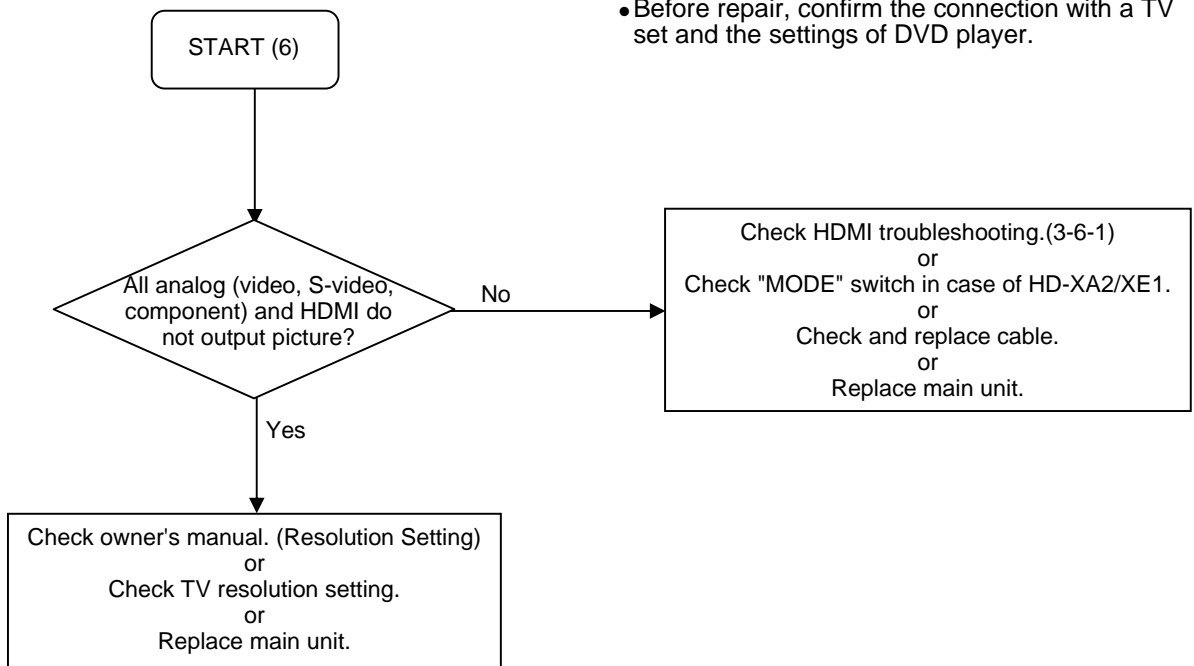 • Before repair, confirm the connection with a TV
set and the settings of DVD player.
START (6)
All analog (video, S-video,
component) and HDMI do
not output picture?
No
Check HDMI troubleshooting.(3-6-1)
or
Check "MODE" switch in case of HD-XA2/XE1.
or
Check and replace cable.
or
Replace main unit.
Yes
Check owner's manual. (Resolution Setting)
or
Check TV resolution setting.
or
Replace main unit.